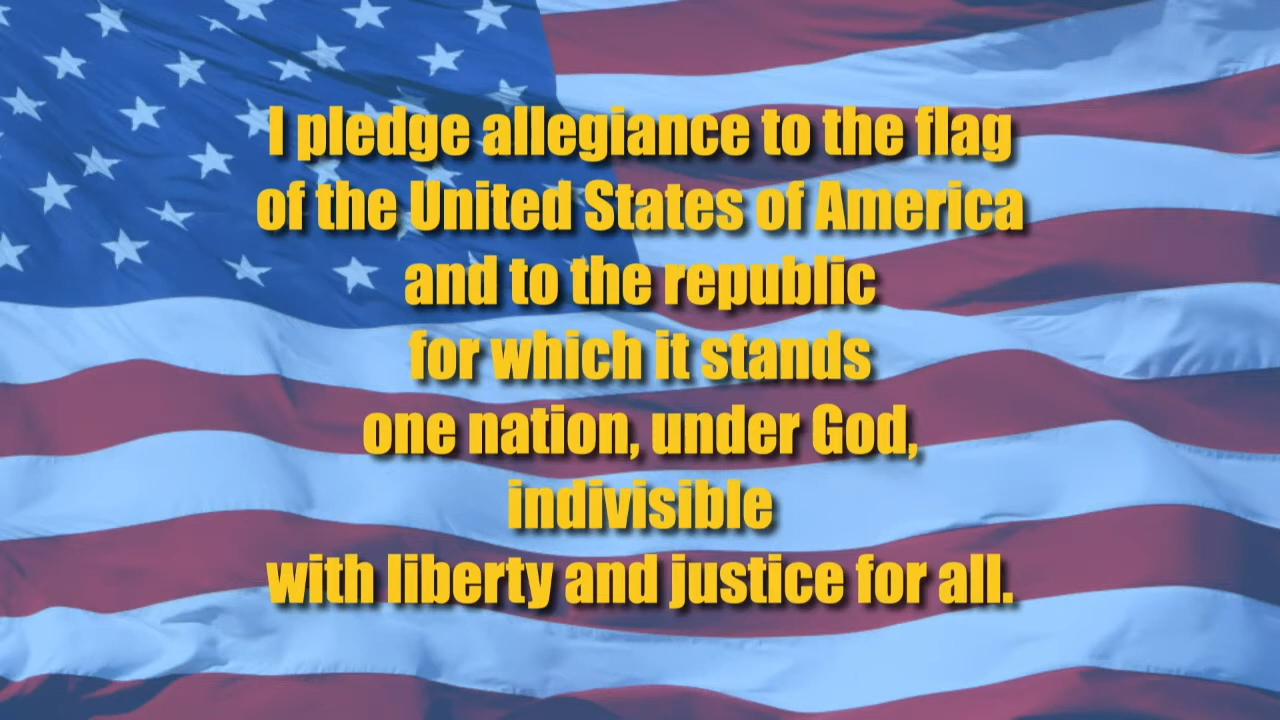 I pledge allegiance to the flag
of the United States of America
and to the republic
for which it stands
one nation, under God,
indivisible
with liberty and justice for all.